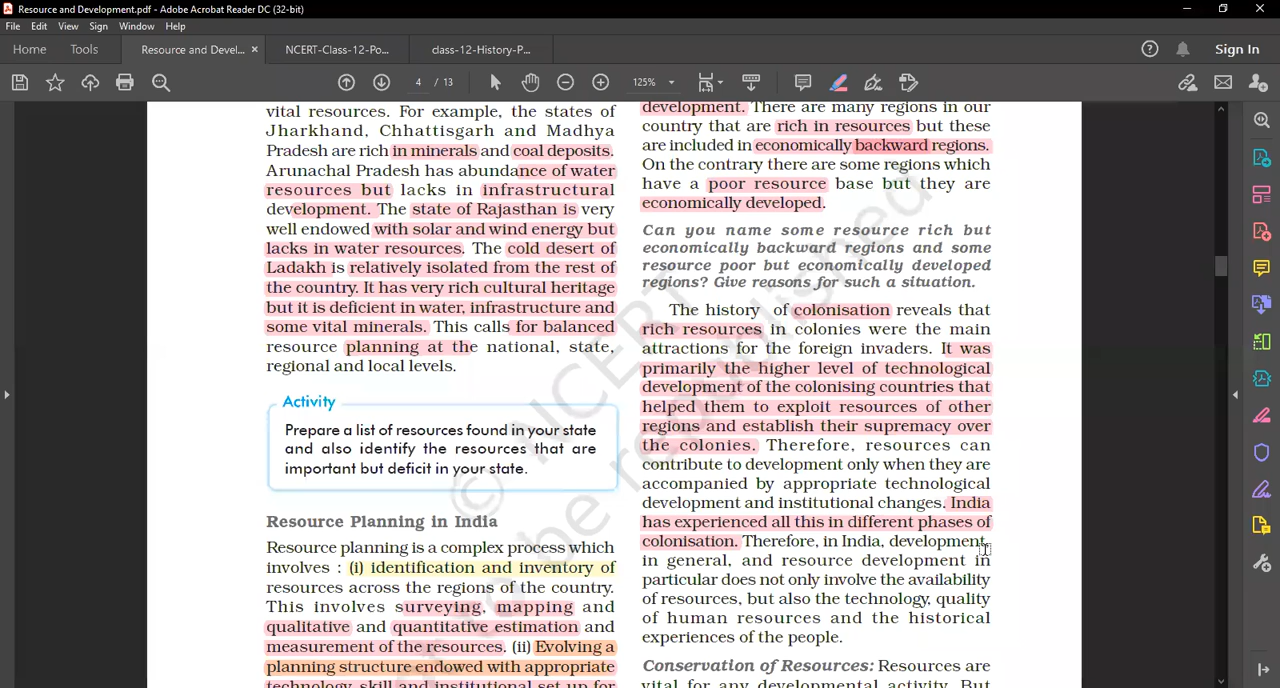 Resource and Development.pdf - Adobe Acrobat Reader DC (32-bit)
File Edit View Sign Window Help
Home Tools Resource and Devel... × NCERT-Class-12-Po... class-12-History-P... Sign In
4 / 13 125%
vital resources. For example, the states of
Jharkhand, Chhattisgarh and Madhya
Pradesh are rich in minerals and coal deposits.
Arunachal Pradesh has abundance of water
resources but lacks in infrastructural
development. The state of Rajasthan is very
well endowed with solar and wind energy but
lacks in water resources. The cold desert of
Ladakh is relatively isolated from the rest of
the country. It has very rich cultural heritage
but it is deficient in water, infrastructure and
some vital minerals. This calls for balanced
resource planning at the national, state,
regional and local levels.
Activity
Prepare a list of resources found in your state
and also identify the resources that are
important but deficit in your state.
Resource Planning in India
Resource planning is a complex process which
involves : (i) identification and inventory of
resources across the regions of the country.
This involves surveying, mapping and
qualitative and quantitative estimation and
measurement of the resources. (ii) Evolving a
planning structure endowed with appropriate
technology, skill and institutional set up for
development. There are many regions in our
country that are rich in resources but these
are included in economically backward regions.
On the contrary there are some regions which
have a poor resource base but they are
economically developed.
Can you name some resource rich but
economically backward regions and some
resource poor but economically developed
regions? Give reasons for such a situation.
The history of colonisation reveals that
rich resources in colonies were the main
attractions for the foreign invaders. It was
primarily the higher level of technological
development of the colonising countries that
helped them to exploit resources of other
regions and establish their supremacy over
the colonies. Therefore, resources can
contribute to development only when they are
accompanied by appropriate technological
development and institutional changes. India
has experienced all this in different phases of
colonisation. Therefore, in India, development,
in general, and resource development in
particular does not only involve the availability
of resources, but also the technology, quality
of human resources and the historical
experiences of the people.
Conservation of Resources: Resources are
vital for any developmental activity. But
© NCERT
be republished